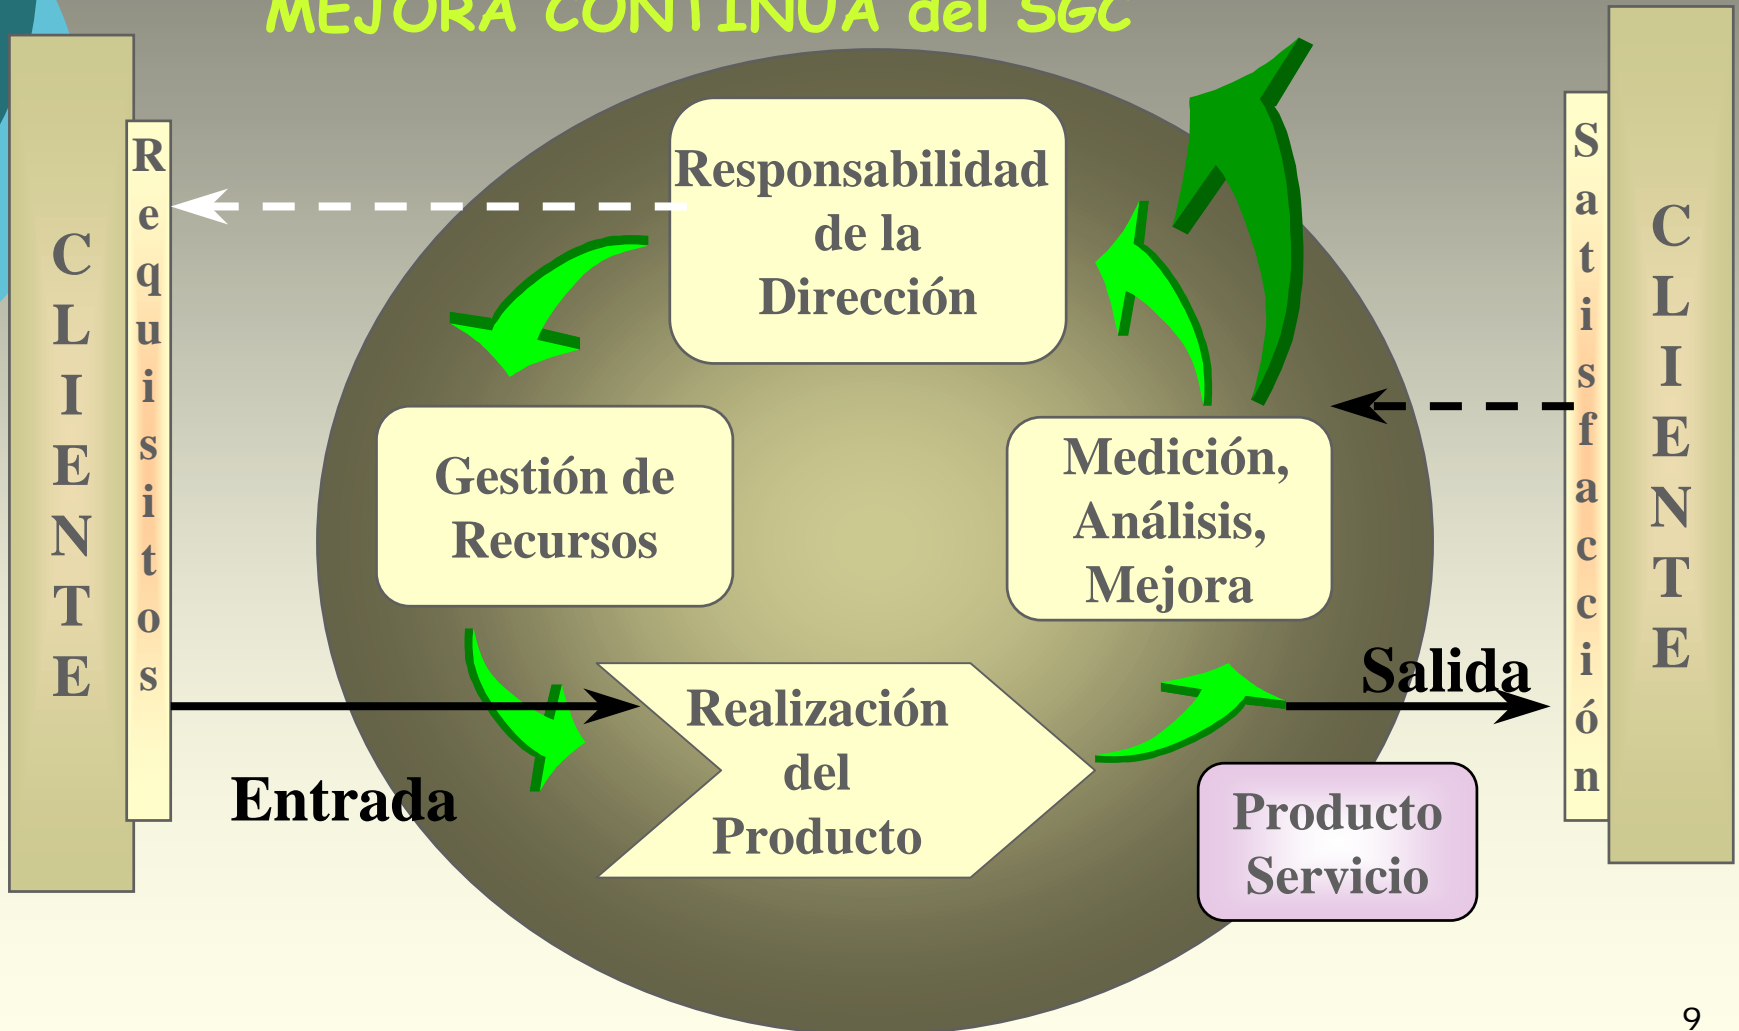 MEJORA CONTINUA del SGC
CLIENTE
Requisitos
Responsabilidad
de la
Dirección
Gestión de
Recursos
Medición,
Análisis,
Mejora
Realización
del
Producto
Entrada
Salida
Producto
Servicio
Satisfacción
CLIENTE
9